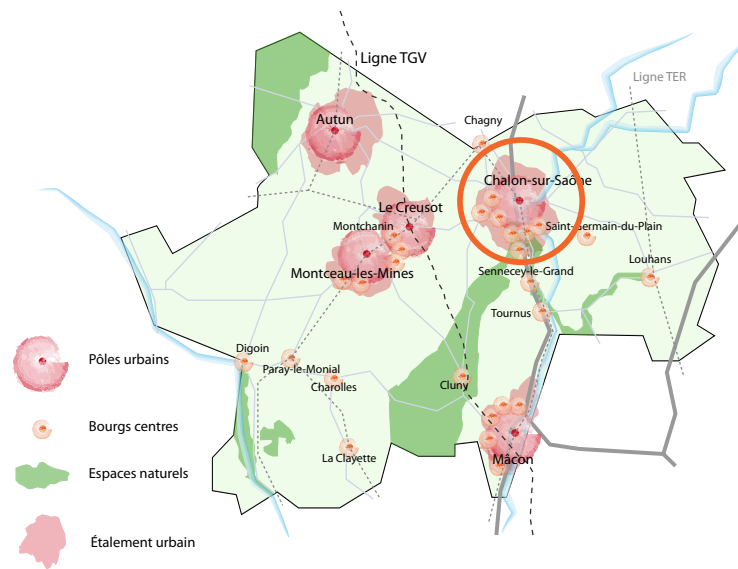 Ligne TGV
Ligne TER
Chagny
Autun
Chalon-sur-Saône
Le Creusot
Montchanin
Saint-Germain-du-Plain
Montceau-les-Mines
Sennecey-le-Grand
Louhans
Tournus
Digoin
Paray-le-Monial
Charolles
Cluny
La Clayette
Mâcon
Pôles urbains
Bourgs centres
Espaces naturels
Étalement urbain